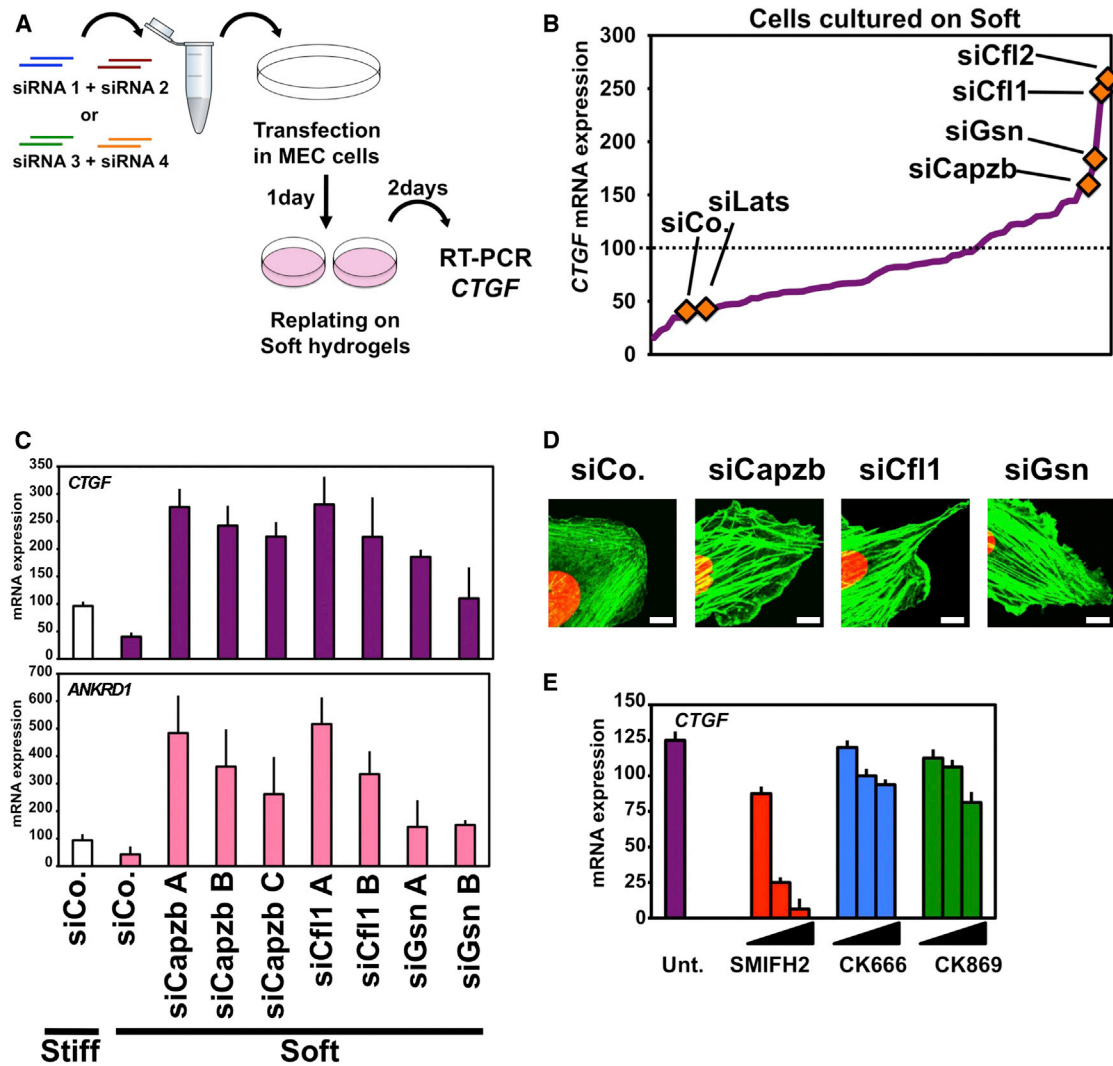 A
siRNA 1 + siRNA 2
or
siRNA 3 + siRNA 4
Transfection
in MEC cells
1day
2days
RT-PCR
CTGF
Replating on
Soft hydrogels
B
Cells cultured on Soft
CTGF mRNA expression
300
250
200
150
100
50
0
siCo.
siLats
siCapzb
siGsn
siCfl1
siCfl2
C
CTGF
mRNA expression
350
300
250
200
150
100
50
0
ANKRD1
mRNA expression
700
600
500
400
300
200
100
0
siCo.
siCo.
siCapzb A
siCapzb B
siCapzb C
siCfl1 A
siCfl1 B
siGsn A
siGsn B
Stiff
Soft
D
siCo.
siCapzb
siCfl1
siGsn
E
CTGF
mRNA expression
150
125
100
75
50
25
0
Unt.
SMIFH2
CK666
CK869